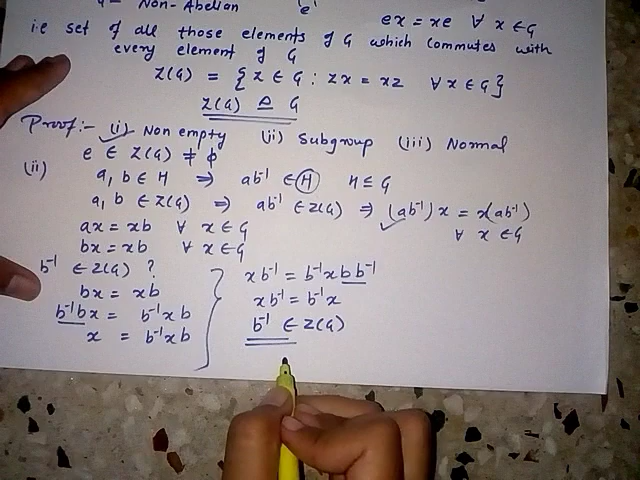 Non-Abelian e
ex = xe ∀ x ∈ G
i.e set of all those elements of G which commutes with
every element of G
Z(G) = {z ∈ G : zx = xz ∀ x ∈ G}
Z(G) ⊵ G
Proof:- (i) Non empty (ii) Subgroup (iii) Normal
e ∈ Z(G) ≠ ϕ
(ii) a, b ∈ H ⇒ ab⁻¹ ∈ H H ≤ G
a, b ∈ Z(G) ⇒ ab⁻¹ ∈ Z(G) ⇒ (ab⁻¹)x = x(ab⁻¹)
∀ x ∈ G
ax = xb ∀ x ∈ G
bx = xb ∀ x ∈ G
b⁻¹ ∈ Z(G) ?
bx = xb
b⁻¹bx = b⁻¹xb
x = b⁻¹xb
xb⁻¹ = b⁻¹xbb⁻¹
xb⁻¹ = b⁻¹x
b⁻¹ ∈ Z(G)